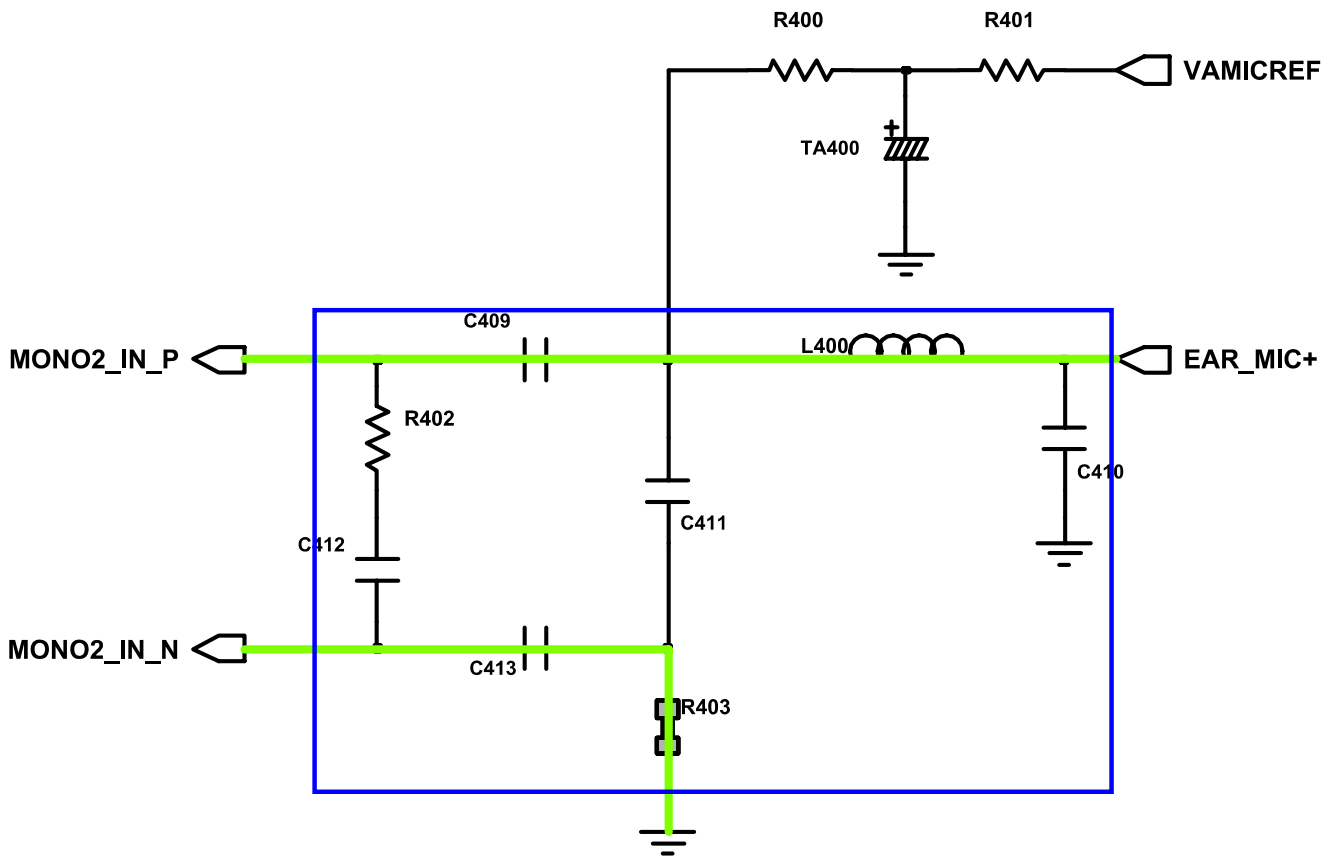 R400
R401
VAMICREF
TA400
C409
MONO2_IN_P
L400
EAR_MIC+
R402
C410
C411
C412
MONO2_IN_N
C413
R403